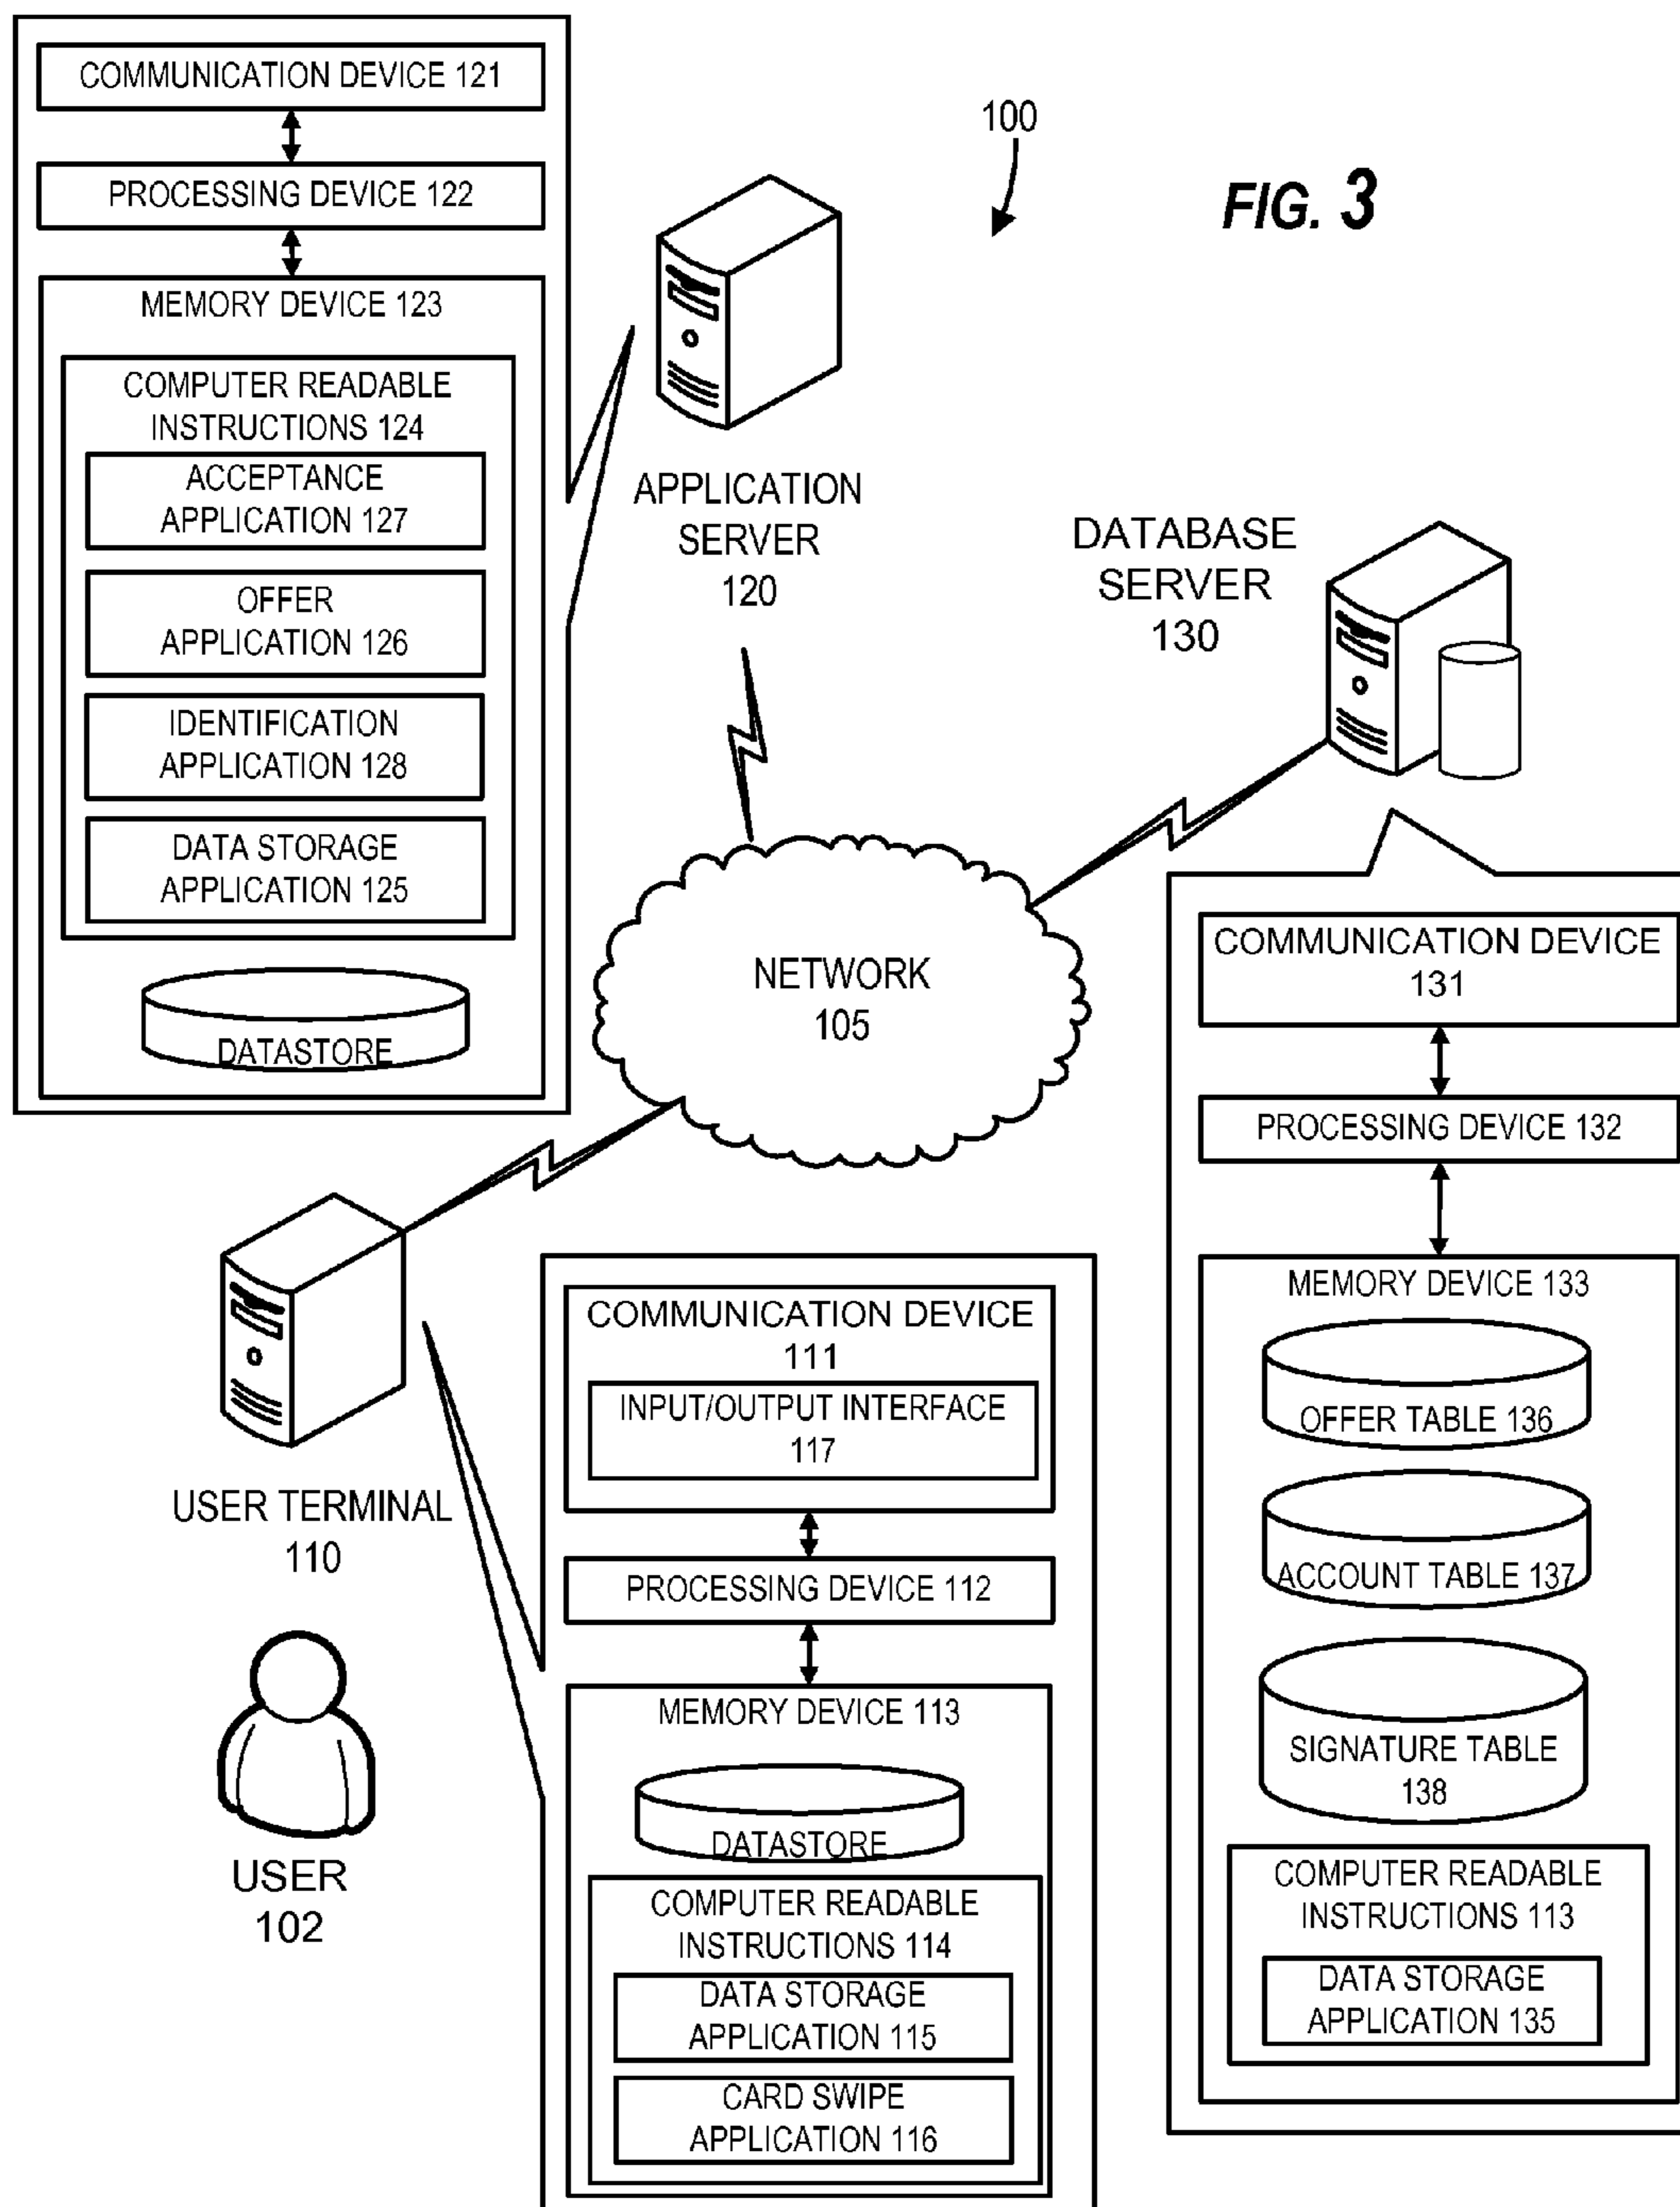 COMMUNICATION DEVICE 121
PROCESSING DEVICE 122
MEMORY DEVICE 123
COMPUTER READABLE
INSTRUCTIONS 124
ACCEPTANCE
APPLICATION 127
OFFER
APPLICATION 126
IDENTIFICATION
APPLICATION 128
DATA STORAGE
APPLICATION 125
DATASTORE
100
FIG. 3
APPLICATION
SERVER
120
DATABASE
SERVER
130
NETWORK
105
COMMUNICATION DEVICE
131
PROCESSING DEVICE 132
MEMORY DEVICE 133
OFFER TABLE 136
ACCOUNT TABLE 137
SIGNATURE TABLE
138
COMPUTER READABLE
INSTRUCTIONS 113
DATA STORAGE
APPLICATION 135
USER TERMINAL
110
USER
102
COMMUNICATION DEVICE
111
INPUT/OUTPUT INTERFACE
117
PROCESSING DEVICE 112
MEMORY DEVICE 113
DATASTORE
COMPUTER READABLE
INSTRUCTIONS 114
DATA STORAGE
APPLICATION 115
CARD SWIPE
APPLICATION 116